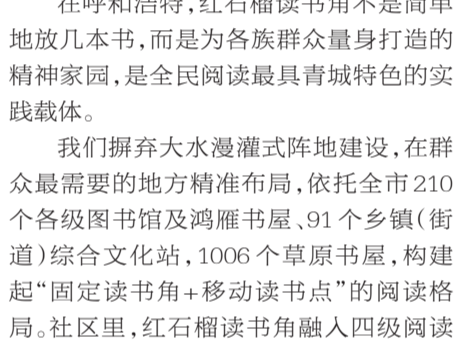 在呼和浩特，红石榴读书角不是简单
地放几本书，而是为各族群众量身打造的
精神家园，是全民阅读最具青城特色的实
践载体。
我们摒弃大水漫灌式阵地建设，在群
众最需要的地方精准布局，依托全市210
个各级图书馆及鸿雁书屋、91个乡镇（街
道）综合文化站，1006个草原书屋，构建
起“固定读书角+移动读书点”的阅读格
局。社区里，红石榴读书角融入四级阅读